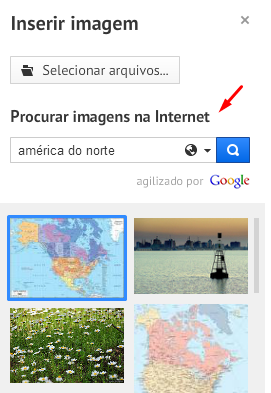 Inserir imagem ×
Selecionar arquivos...
Procurar imagens na Internet
américa do norte
agilizado por Google